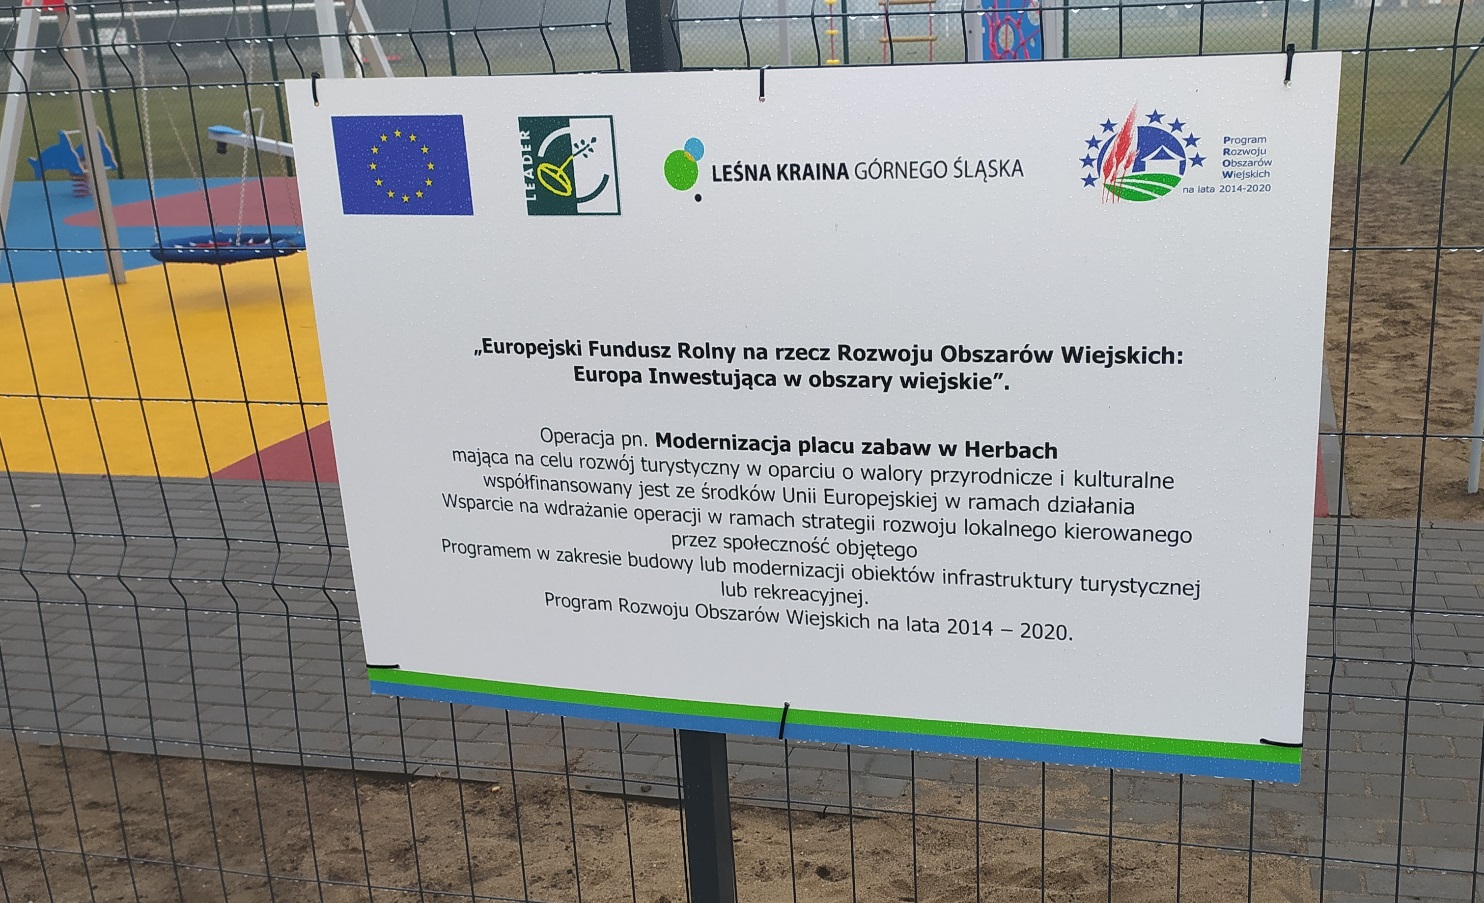 LEADER
LEŚNA KRAINA GÓRNEGO ŚLĄSKA
Program
Rozwoju
Obszarów
Wiejskich
na lata 2014-2020
„Europejski Fundusz Rolny na rzecz Rozwoju Obszarów Wiejskich:
Europa Inwestująca w obszary wiejskie”.
Operacja pn. Modernizacja placu zabaw w Herbach
mająca na celu rozwój turystyczny w oparciu o walory przyrodnicze i kulturalne
współfinansowany jest ze środków Unii Europejskiej w ramach działania
Wsparcie na wdrażanie operacji w ramach strategii rozwoju lokalnego kierowanego
przez społeczność objętego
Programem w zakresie budowy lub modernizacji obiektów infrastruktury turystycznej
lub rekreacyjnej.
Program Rozwoju Obszarów Wiejskich na lata 2014 – 2020.